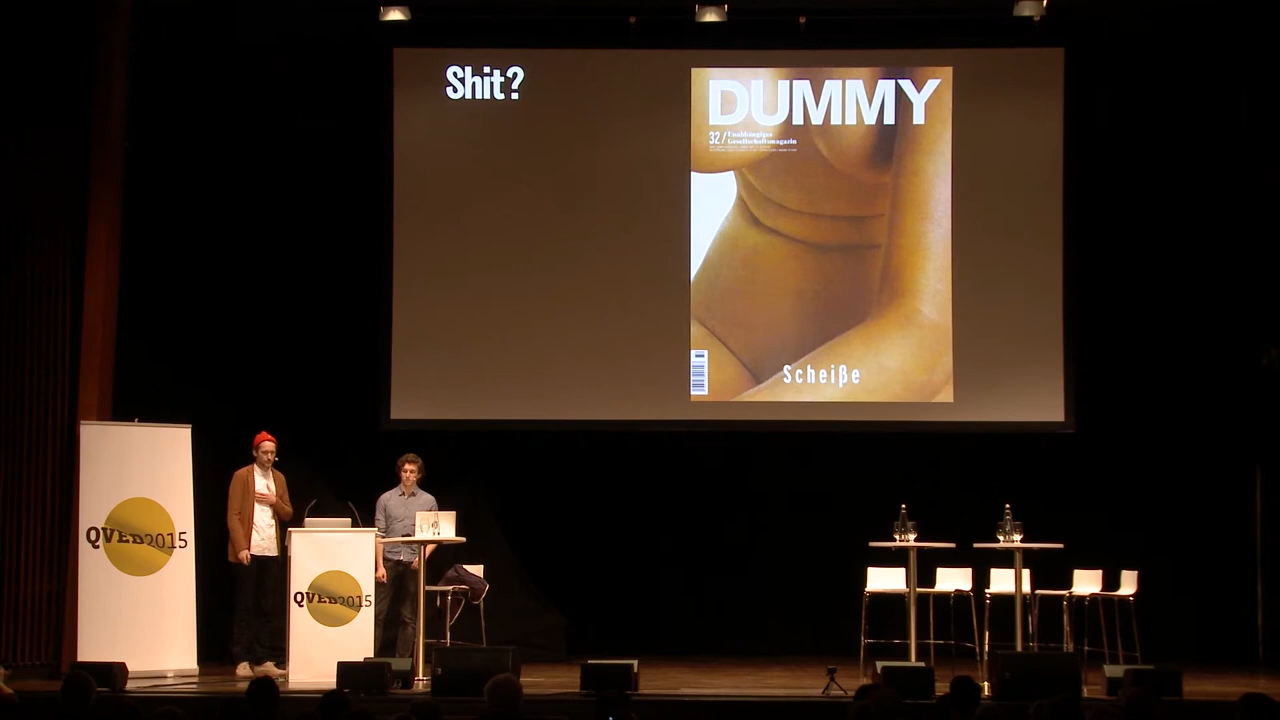 Shit?
DUMMY
32/
Unabhängiges
Gesellschaftsmagazin
Scheiße
QVED2015
QVED2015